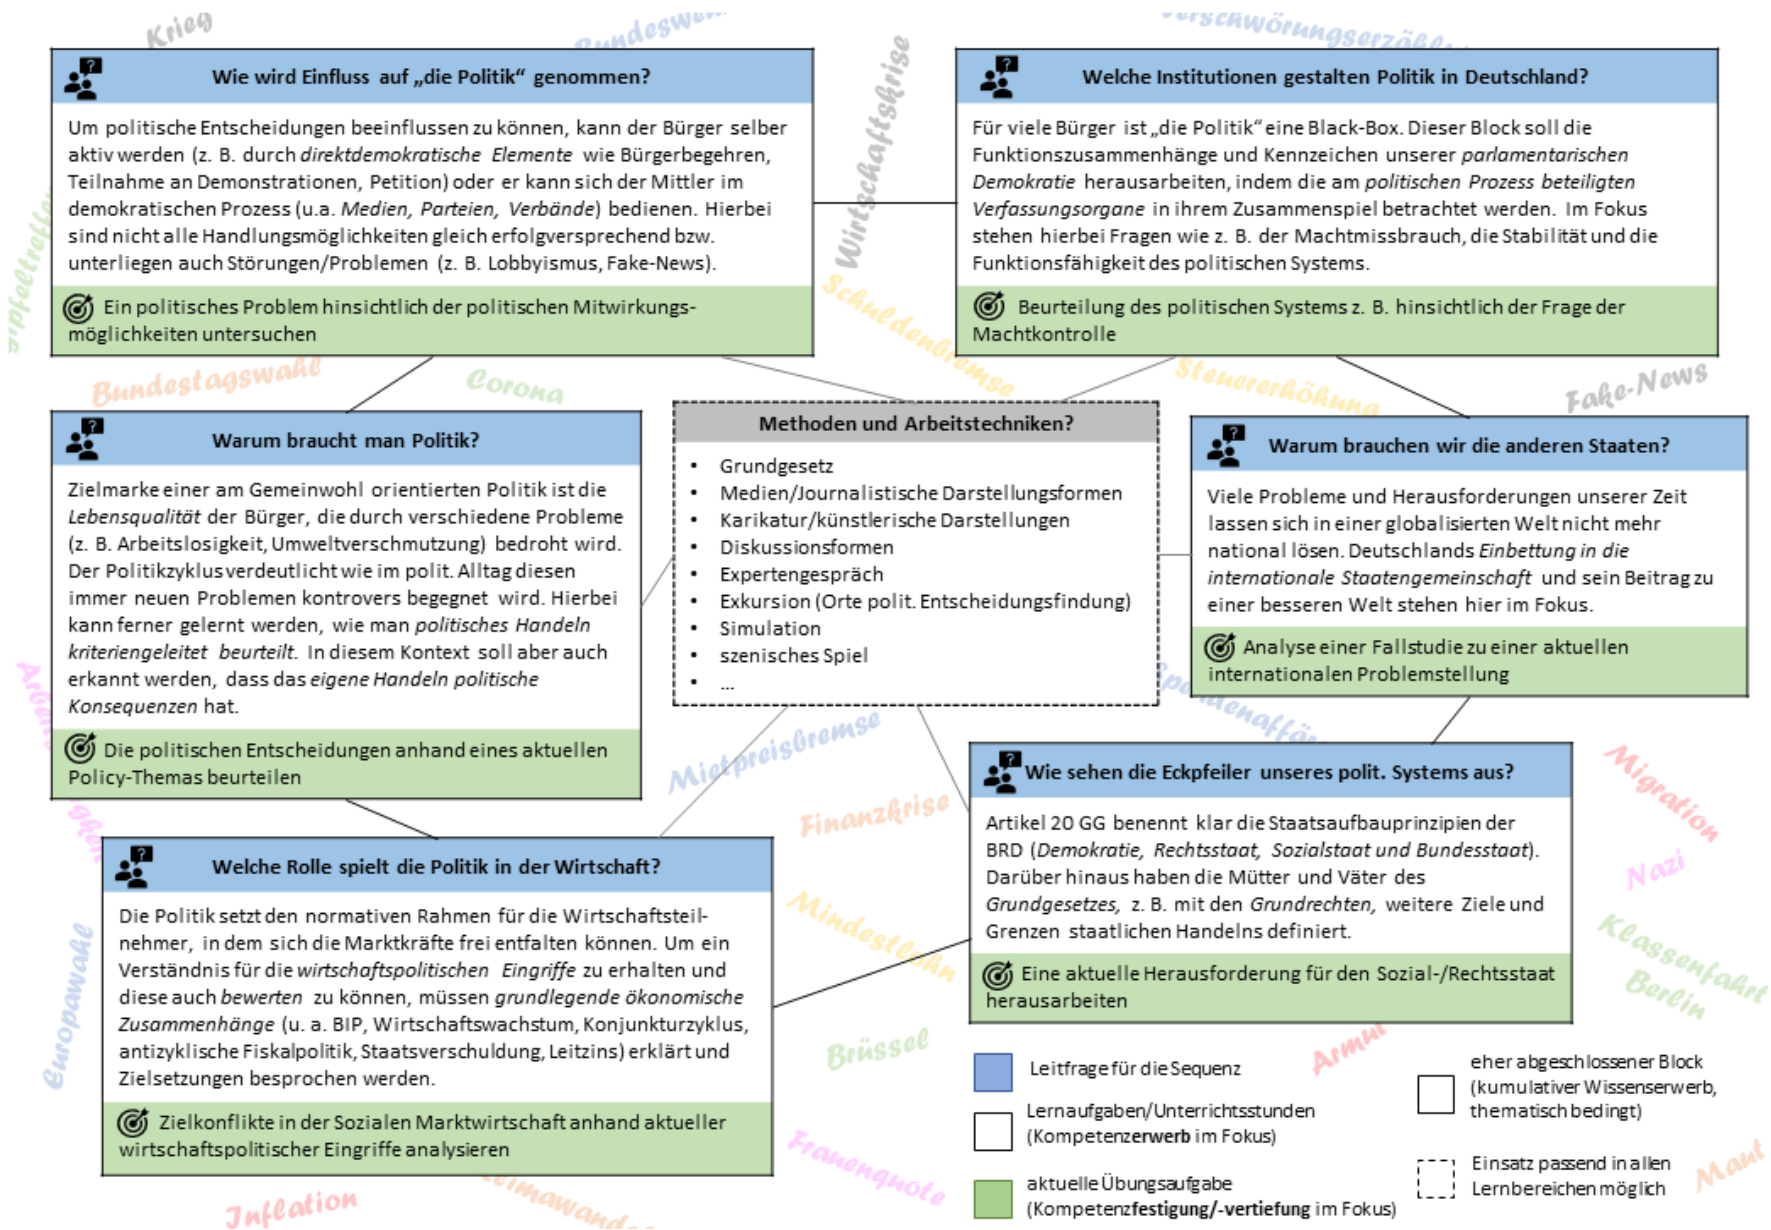 Krieg
Bundeswehr
Wie wird Einfluss auf „die Politik“ genommen?
Um politische Entscheidungen beeinflussen zu können, kann der Bürger selber
aktiv werden (z. B. durch direktdemokratische Elemente wie Bürgerbegehren,
Teilnahme an Demonstrationen, Petition) oder er kann sich der Mittler im
demokratischen Prozess (u.a. Medien, Parteien, Verbände) bedienen. Hierbei
sind nicht alle Handlungsmöglichkeiten gleich erfolgversprechend bzw.
unterliegen auch Störungen/Problemen (z. B. Lobbyismus, Fake-News).
Ein politisches Problem hinsichtlich der politischen Mitwirkungs-
möglichkeiten untersuchen
Wirtschaftskrise
Welche Institutionen gestalten Politik in Deutschland?
Für viele Bürger ist „die Politik“ eine Black-Box. Dieser Block soll die
Funktionszusammenhänge und Kennzeichen unserer parlamentarischen
Demokratie herausarbeiten, indem die am politischen Prozess beteiligten
Verfassungsorgane in ihrem Zusammenspiel betrachtet werden. Im Fokus
stehen hierbei Fragen wie z. B. der Machtmissbrauch, die Stabilität und die
Funktionsfähigkeit des politischen Systems.
Beurteilung des politischen Systems z. B. hinsichtlich der Frage der
Machtkontrolle
Schuldenbremse
Bundestagswahl
Corona
Steuererhöhung
Fake-News
Warum braucht man Politik?
Zielmarke einer am Gemeinwohl orientierten Politik ist die
Lebensqualität der Bürger, die durch verschiedene Probleme
(z. B. Arbeitslosigkeit, Umweltverschmutzung) bedroht wird.
Der Politikzyklus verdeutlicht wie im polit. Alltag diesen
immer neuen Problemen kontrovers begegnet wird. Hierbei
kann ferner gelernt werden, wie man politisches Handeln
kriteriengeleitet beurteilt. In diesem Kontext soll aber auch
erkannt werden, dass das eigene Handeln politische
Konsequenzen hat.
Die politischen Entscheidungen anhand eines aktuellen
Policy-Themas beurteilen
Methoden und Arbeitstechniken?
• Grundgesetz
• Medien/Journalistische Darstellungsformen
• Karikatur/künstlerische Darstellungen
• Diskussionsformen
• Expertengespräch
• Exkursion (Orte polit. Entscheidungsfindung)
• Simulation
• szenisches Spiel
• ...
Warum brauchen wir die anderen Staaten?
Viele Probleme und Herausforderungen unserer Zeit
lassen sich in einer globalisierten Welt nicht mehr
national lösen. Deutschlands Einbettung in die
internationale Staatengemeinschaft und sein Beitrag zu
einer besseren Welt stehen hier im Fokus.
Analyse einer Fallstudie zu einer aktuellen
internationalen Problemstellung
Mietpreisbremse
Finanzkrise
Mindestlohn
Migration
Nazi
Klassenfahrt
Berlin
Wie sehen die Eckpfeiler unseres polit. Systems aus?
Artikel 20 GG benennt klar die Staatsaufbauprinzipien der
BRD (Demokratie, Rechtsstaat, Sozialstaat und Bundesstaat).
Darüber hinaus haben die Mütter und Väter des
Grundgesetzes, z. B. mit den Grundrechten, weitere Ziele und
Grenzen staatlichen Handelns definiert.
Eine aktuelle Herausforderung für den Sozial-/Rechtsstaat
herausarbeiten
Europawahl
Welche Rolle spielt die Politik in der Wirtschaft?
Die Politik setzt den normativen Rahmen für die Wirtschaftsteil-
nehmer, in dem sich die Marktkräfte frei entfalten können. Um ein
Verständnis für die wirtschaftspolitischen Eingriffe zu erhalten und
diese auch bewerten zu können, müssen grundlegende ökonomische
Zusammenhänge (u. a. BIP, Wirtschaftswachstum, Konjunkturzyklus,
antizyklische Fiskalpolitik, Staatsverschuldung, Leitzins) erklärt und
Zielsetzungen besprochen werden.
Zielkonflikte in der Sozialen Marktwirtschaft anhand aktueller
wirtschaftspolitischer Eingriffe analysieren
Brüssel
Armut
Frauenquote
Inflation
Maut
Leitfrage für die Sequenz
Lernaufgaben/Unterrichtsstunden
(Kompetenzerwerb im Fokus)
aktuelle Übungsaufgabe
(Kompetenzfestigung/-vertiefung im Fokus)
eher abgeschlossener Block
(kumulativer Wissenserwerb,
thematisch bedingt)
Einsatz passend in allen
Lernbereichen möglich